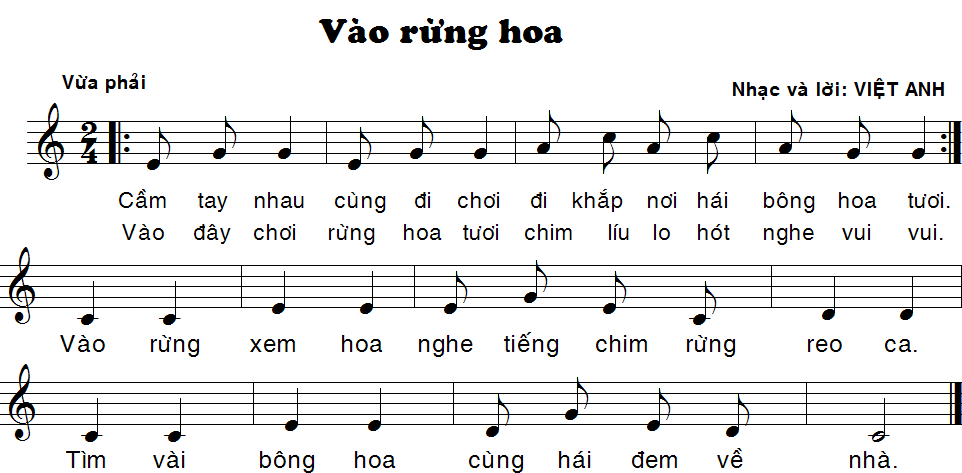 Vào rừng hoa
Vừa phải
Nhạc và lời: VIỆT ANH
2
4
Cầm tay nhau cùng đi chơi đi khắp nơi hái bông hoa tươi.
Vào đây chơi rừng hoa tươi chim líu lo hót nghe vui vui.
Vào rừng xem hoa nghe tiếng chim rừng reo ca.
Tìm vài bông hoa cùng hái đem về nhà.